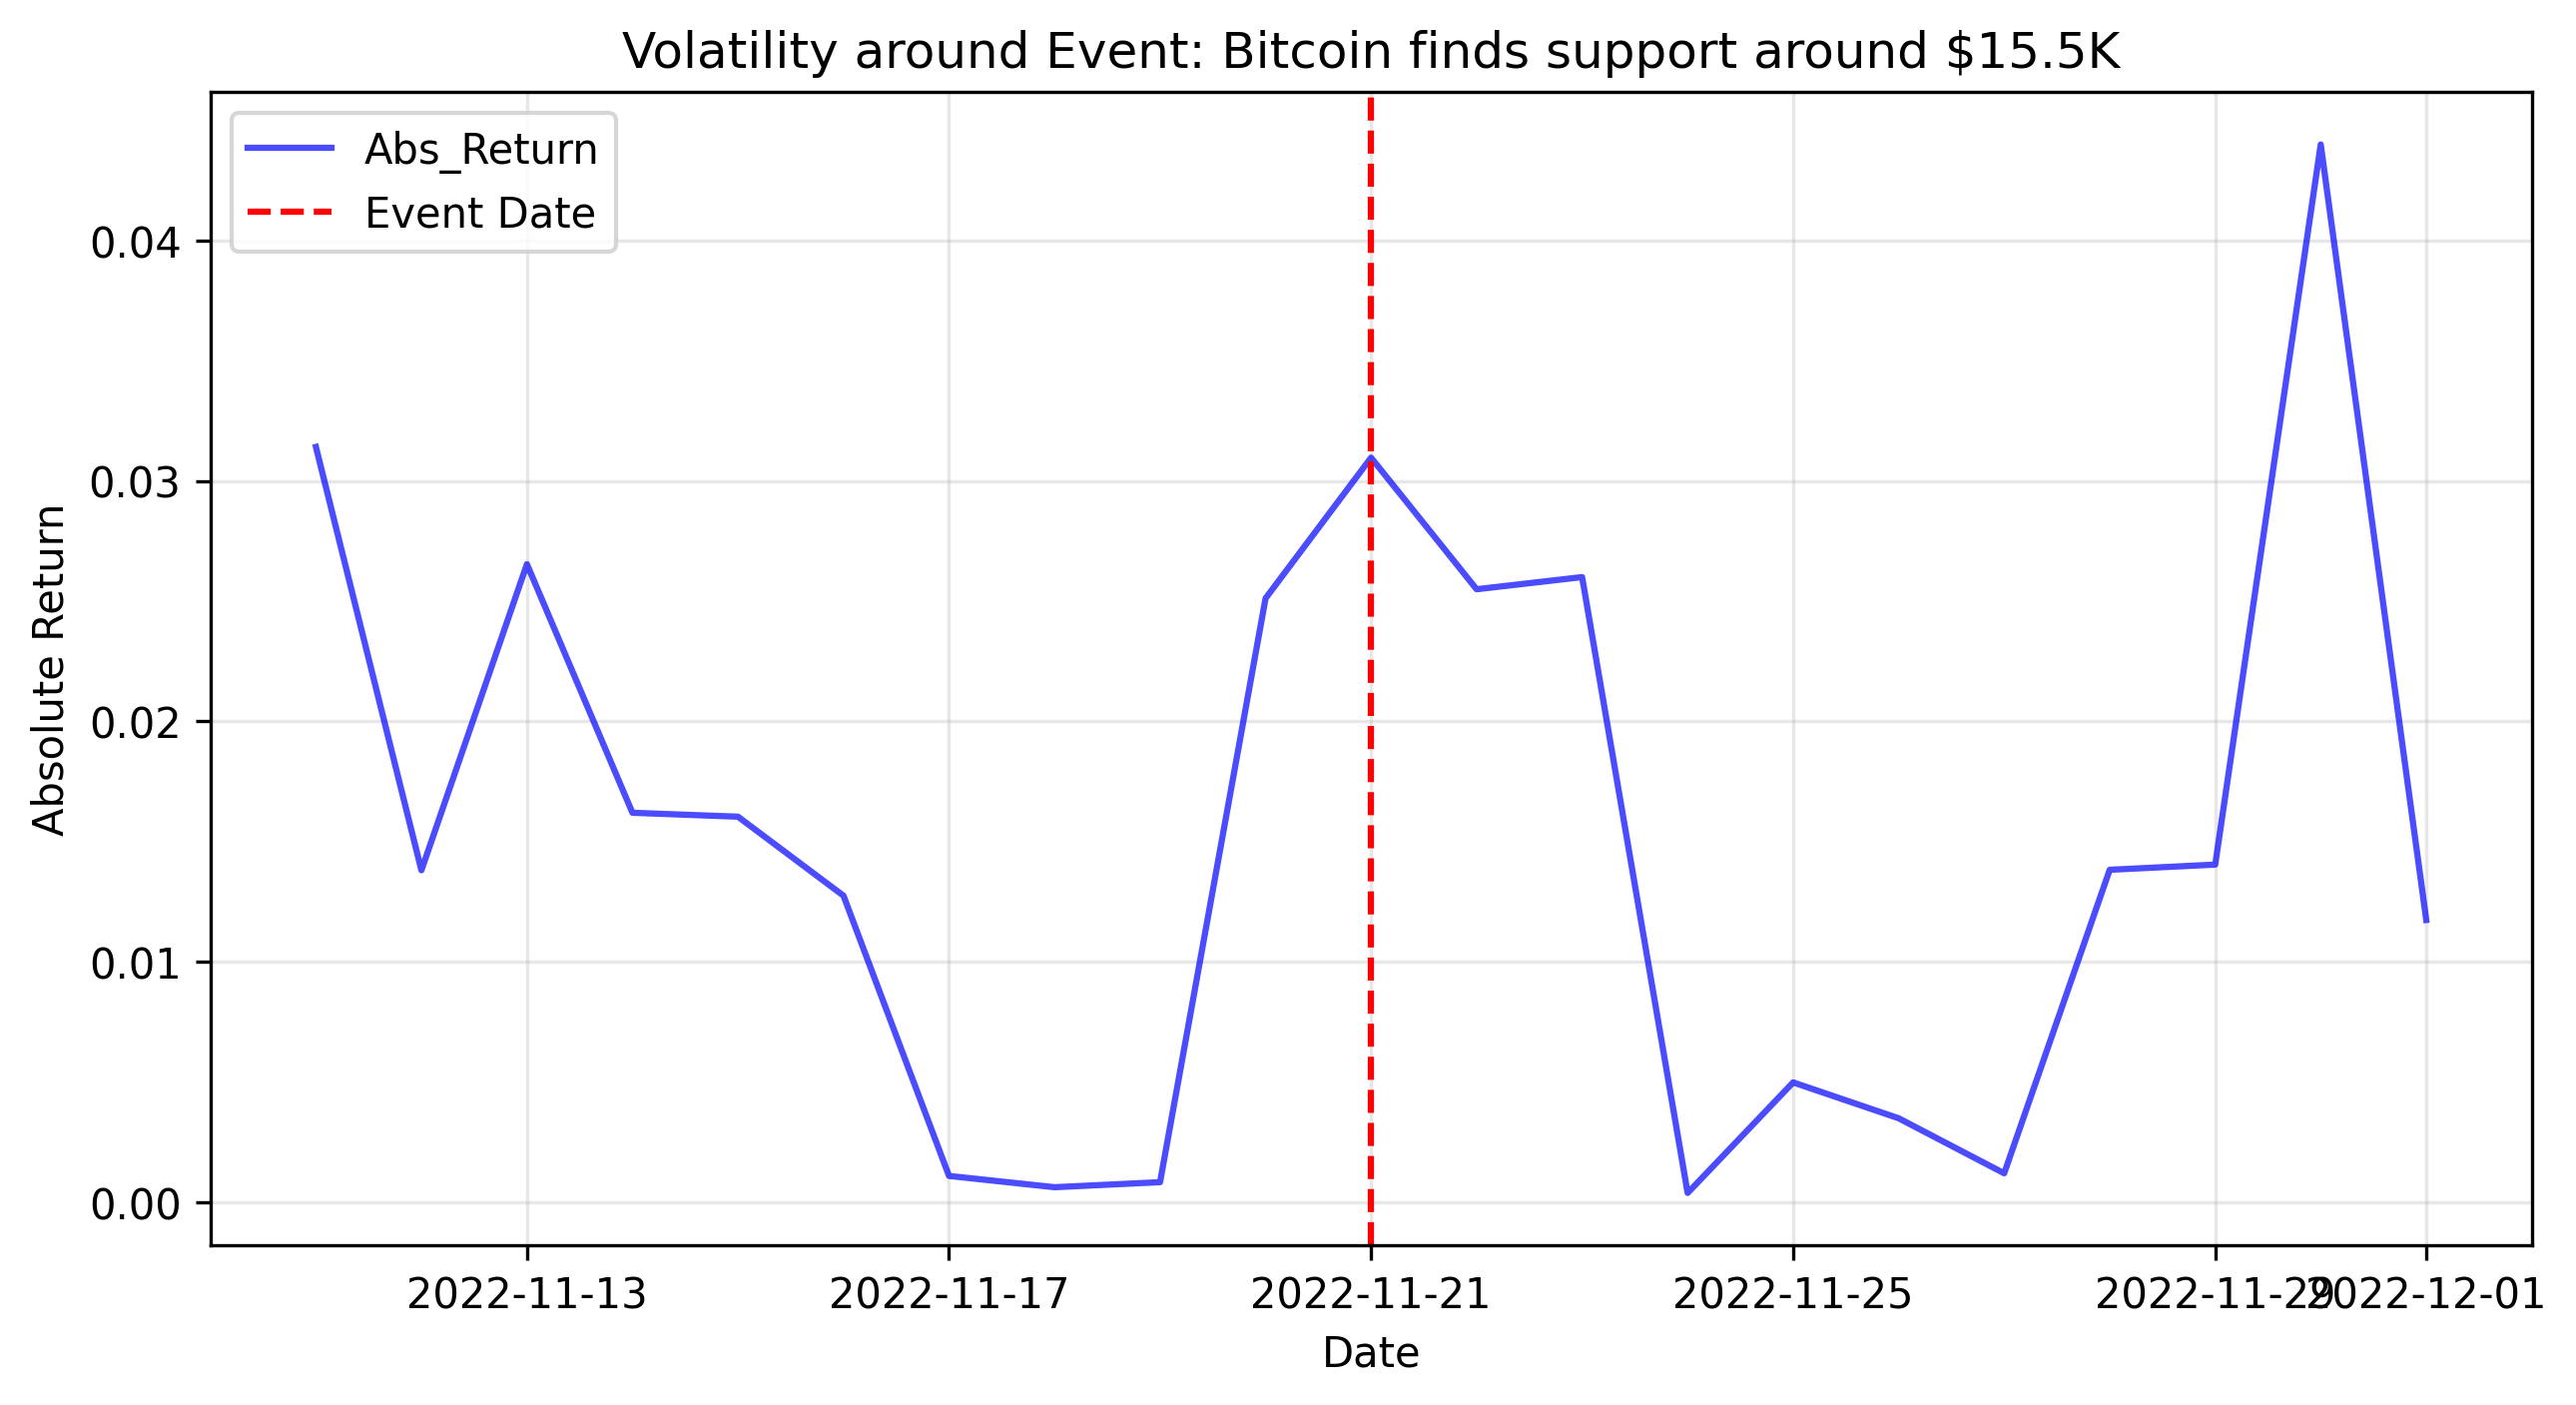 Volatility around Event: Bitcoin finds support around $15.5K
Abs_Return
Event Date
0.04
0.03
0.02
0.01
0.00
Absolute Return
2022-11-13 2022-11-17 2022-11-21 2022-11-25 2022-11-29 2022-12-01
Date